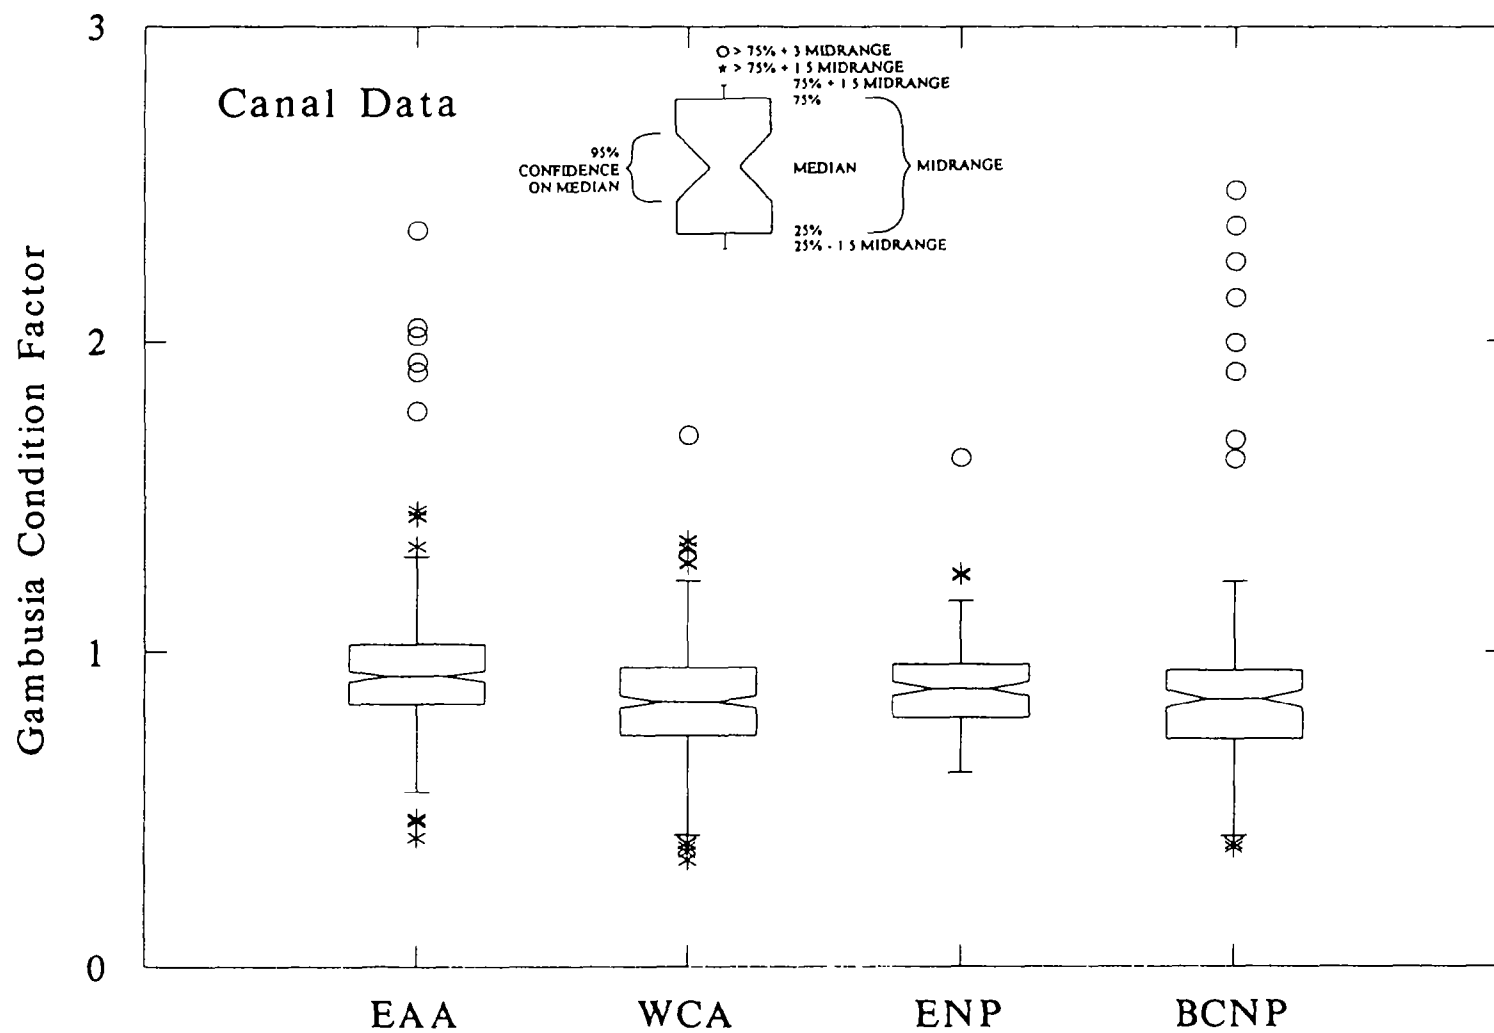 3
○ > 75% + 3 MIDRANGE
* > 75% + 1 5 MIDRANGE
75% + 1 5 MIDRANGE
75%
Canal Data
95%
CONFIDENCE
ON MEDIAN
MEDIAN
MIDRANGE
25%
25% - 1 5 MIDRANGE
Gambusia Condition Factor
2
1
0
EAA WCA ENP BCNP